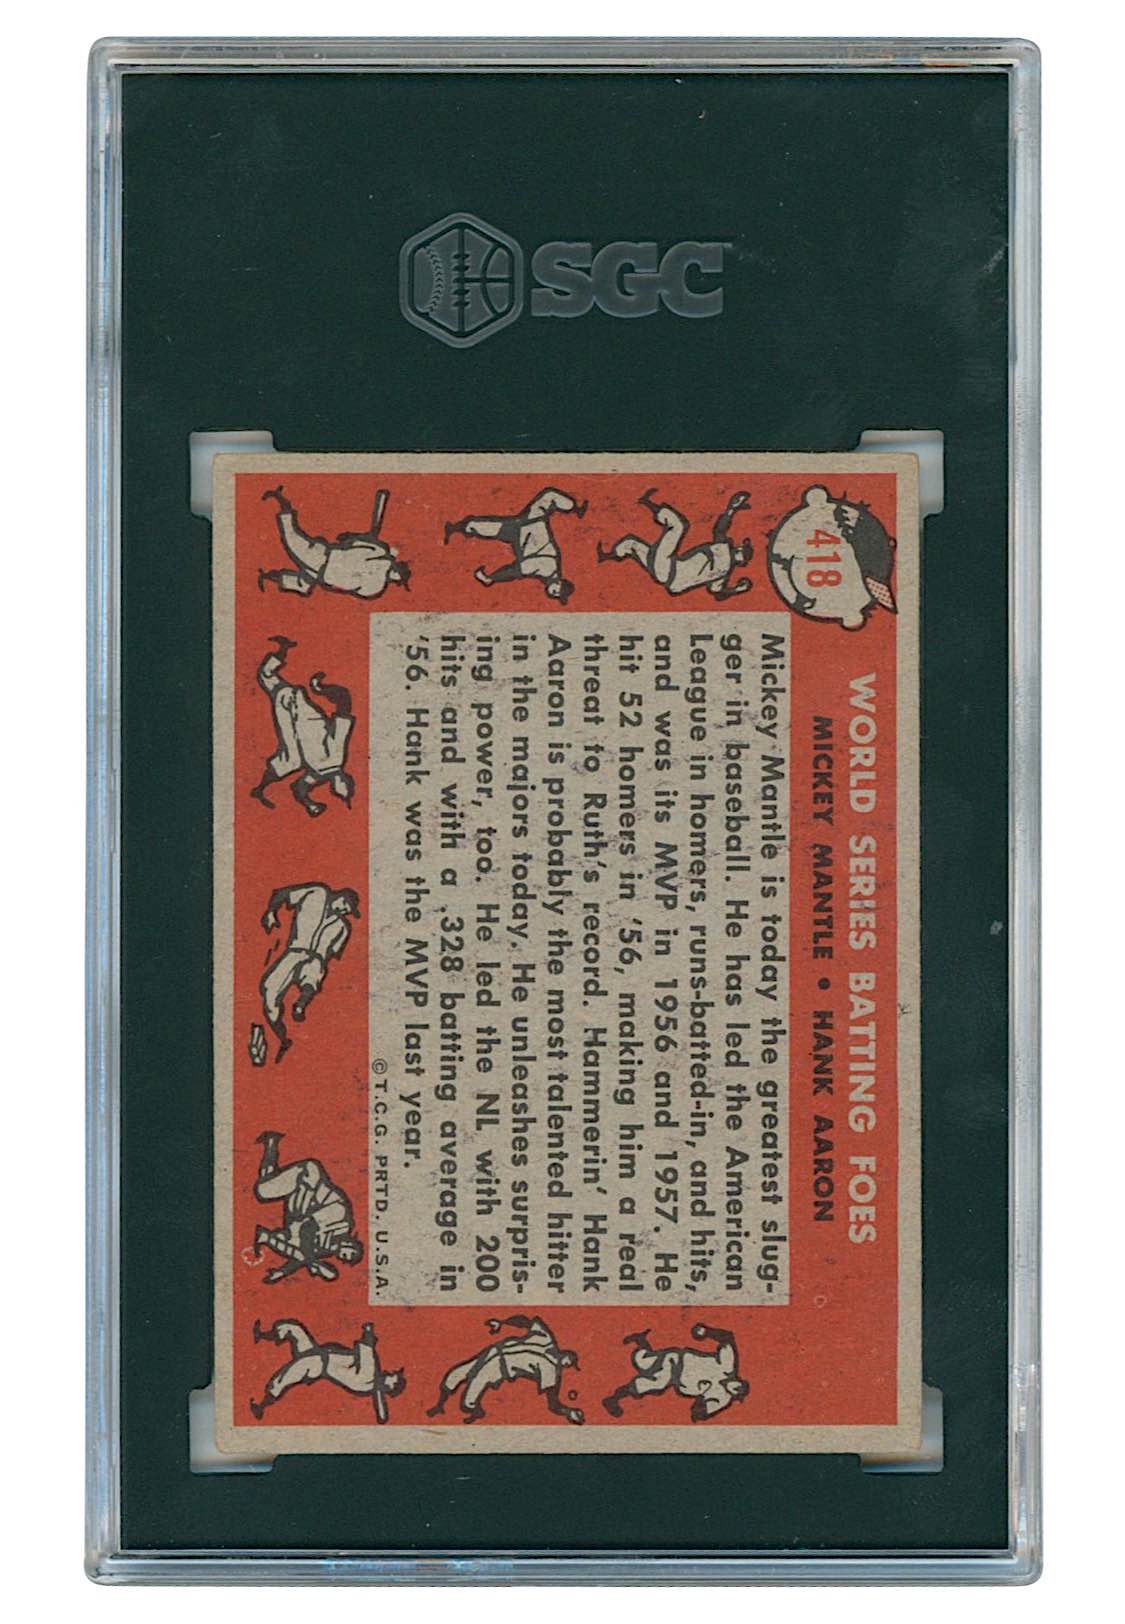 SGC
418
WORLD SERIES BATTING FOES
MICKEY MANTLE • HANK AARON
Mickey Mantle is today the greatest slug-
ger in baseball. He has led the American
League in homers, runs-batted-in, and hits,
and was its MVP in 1956 and 1957. He
hit 52 homers in '56, making him a real
threat to Ruth's record. Hammerin' Hank
Aaron is probably the most talented hitter
in the majors today. He unleashes surpris-
ing power, too. He led the NL with 200
hits and with a .328 batting average in
'56. Hank was the MVP last year.
©T.C.G. PRTD. U.S.A.